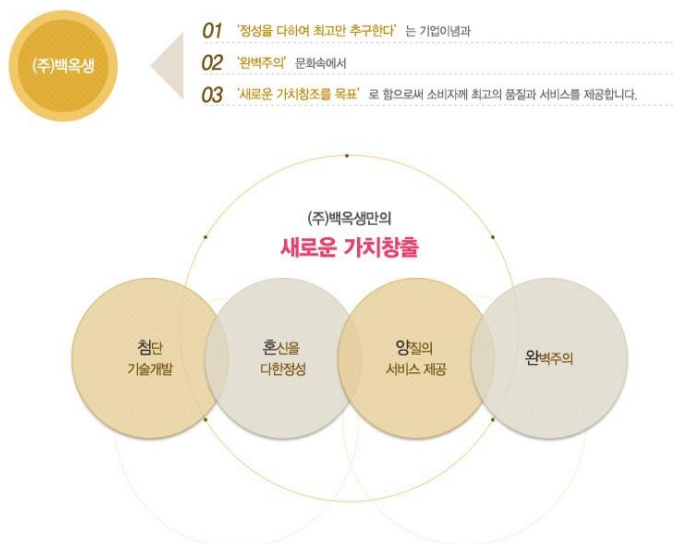 (주)백옥생
01 '정성을 다하여 최고만 추구한다' 는 기업이념과
02 '완벽주의' 문화속에서
03 '새로운 가치창조를 목표' 로 함으로써 소비자께 최고의 품질과 서비스를 제공합니다.
(주)백옥생만의
새로운 가치창출
첨단
기술개발
혼신을
다한정성
양질의
서비스 제공
완벽주의